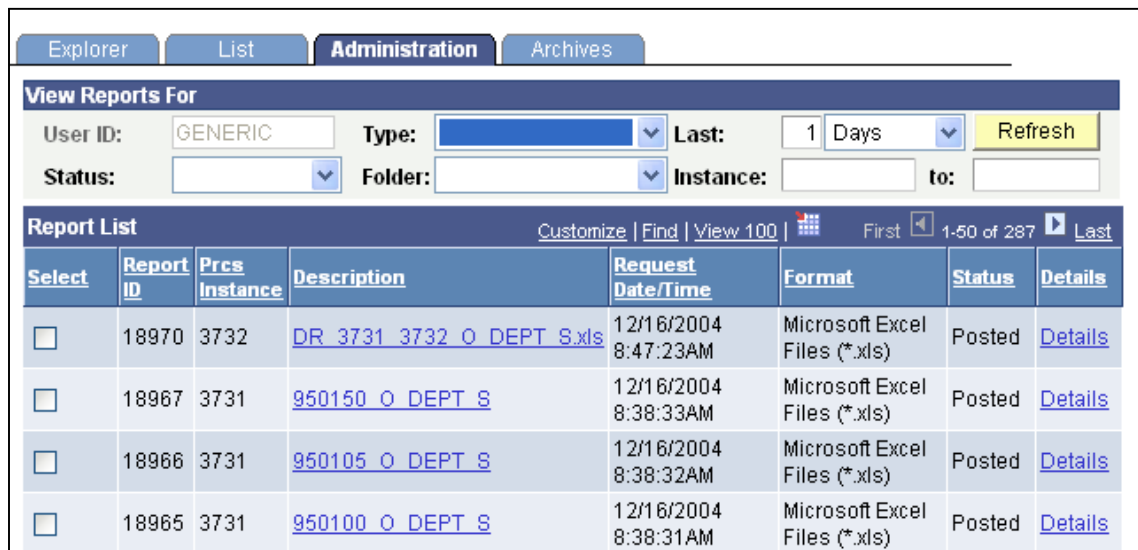 Explorer List Administration Archives
View Reports For
User ID: GENERIC Type: Last: 1 Days Refresh
Status: Folder: Instance: to:
Report List Customize | Find | View 100 | First 1-50 of 287 Last
Select Report ID Prcs Instance Description Request Date/Time Format Status Details
18970 3732 DR_3731_3732_O_DEPT_S.xls 12/16/2004 8:47:23AM Microsoft Excel Files (*.xls) Posted Details
18967 3731 950150_O_DEPT_S 12/16/2004 8:38:33AM Microsoft Excel Files (*.xls) Posted Details
18966 3731 950105_O_DEPT_S 12/16/2004 8:38:32AM Microsoft Excel Files (*.xls) Posted Details
18965 3731 950100_O_DEPT_S 12/16/2004 8:38:31AM Microsoft Excel Files (*.xls) Posted Details